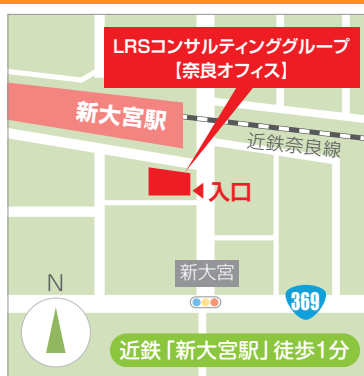 LRSコンサルティンググループ
【奈良オフィス】
新大宮駅
近鉄奈良線
入口
新大宮
N
369
近鉄「新大宮駅」徒歩1分